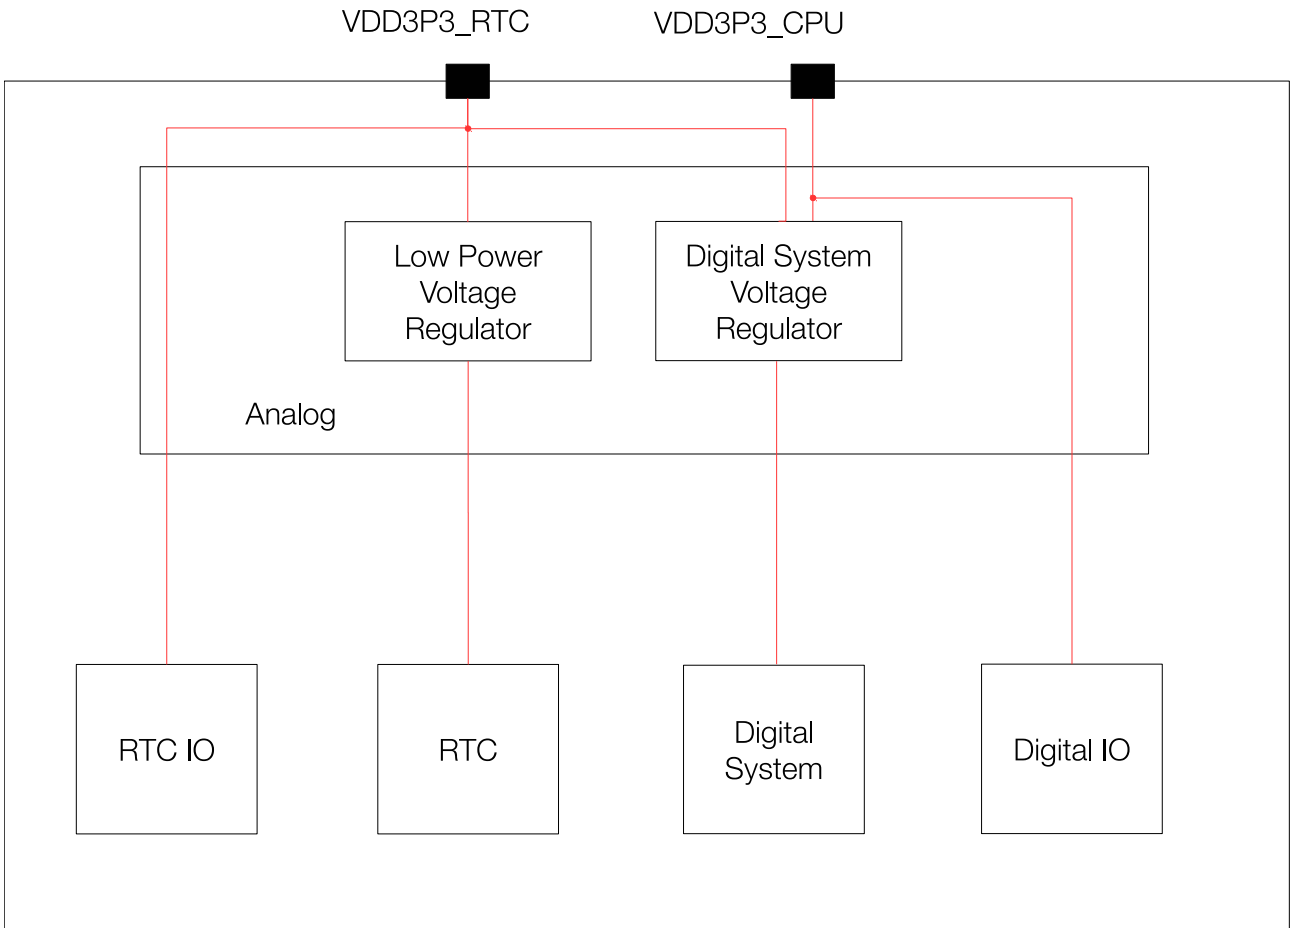 VDD3P3_RTC
VDD3P3_CPU
Low Power
Voltage
Regulator
Digital System
Voltage
Regulator
Analog
RTC IO
RTC
Digital
System
Digital IO